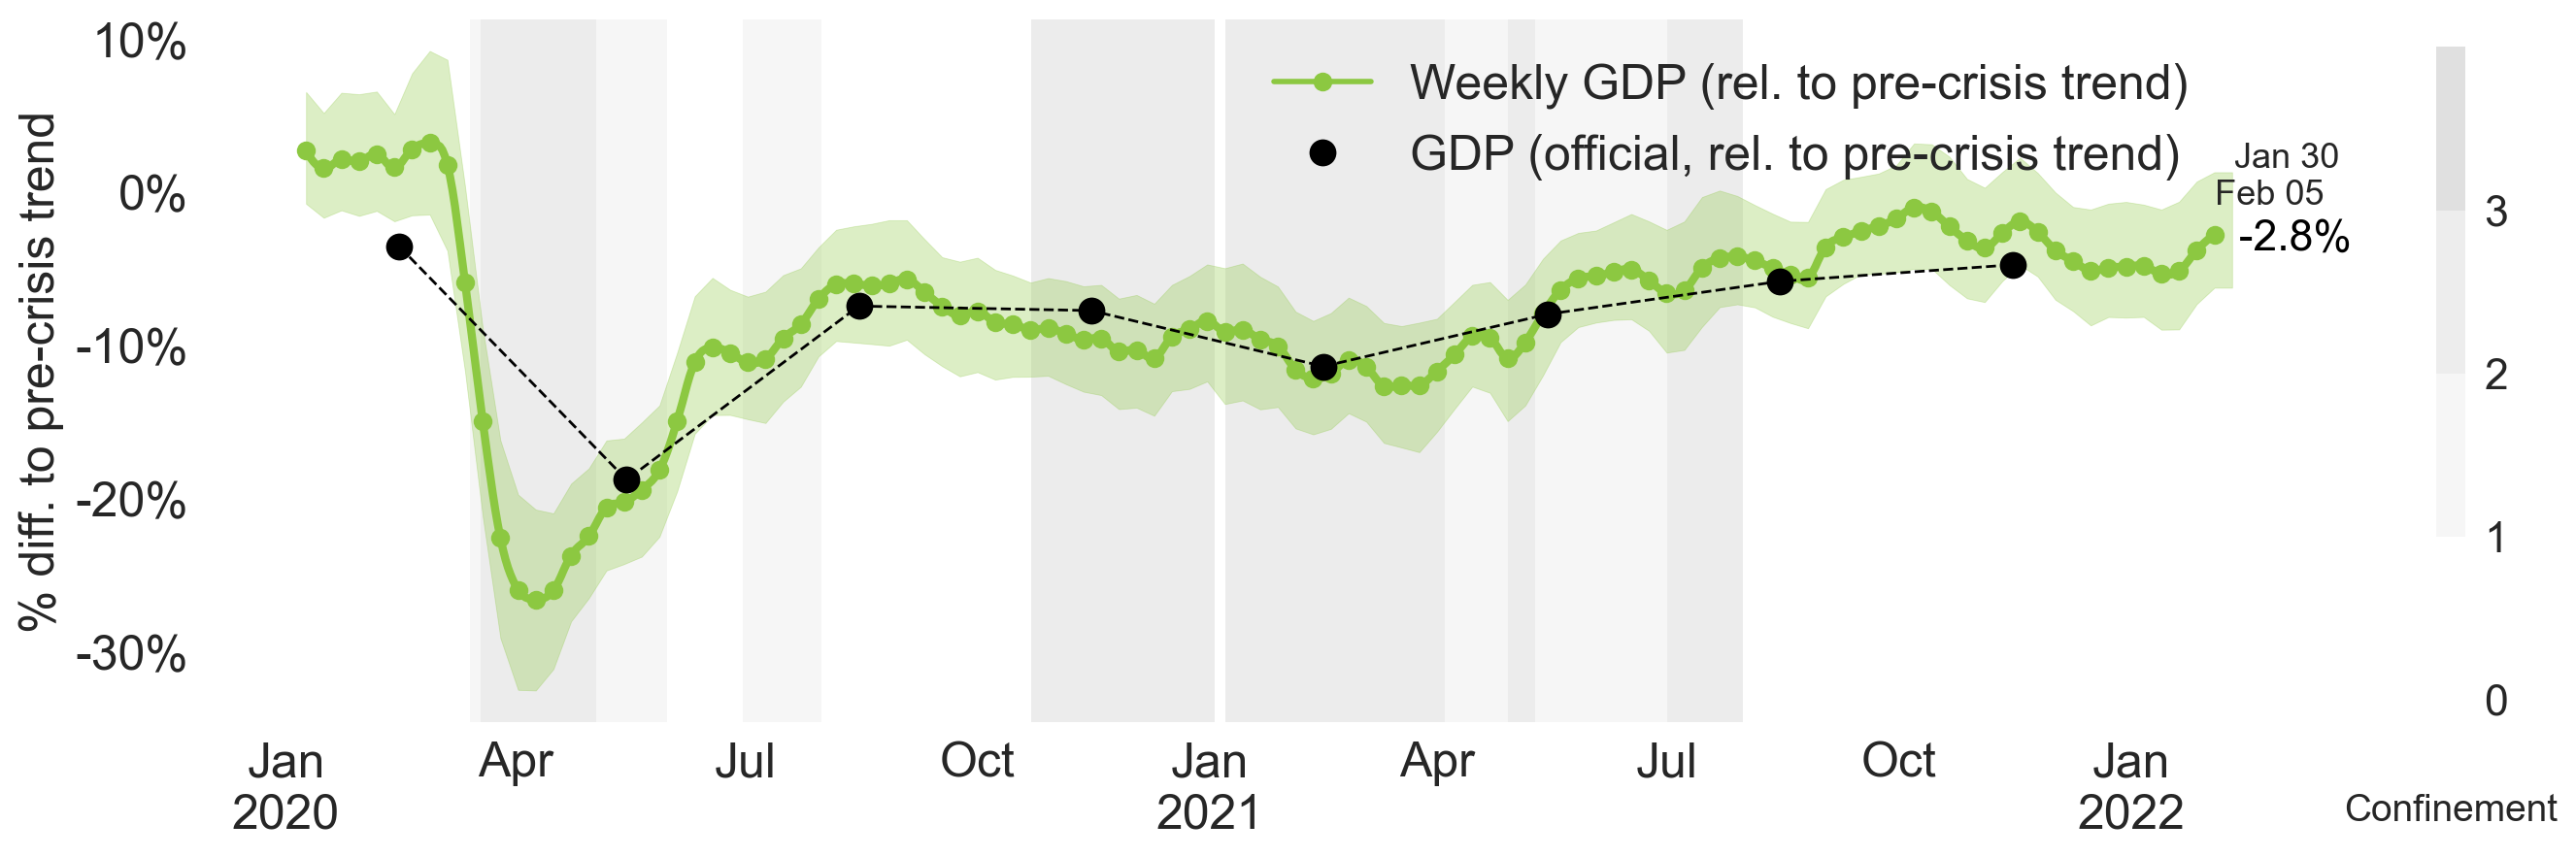 10%
0%
-10%
-20%
-30%
% diff. to pre-crisis trend
Weekly GDP (rel. to pre-crisis trend)
GDP (official, rel. to pre-crisis trend)
Jan 30
Feb 05
-2.8%
3
2
1
0
Jan Apr Jul Oct Jan Apr Jul Oct Jan
2020 2021 2022
Confinement